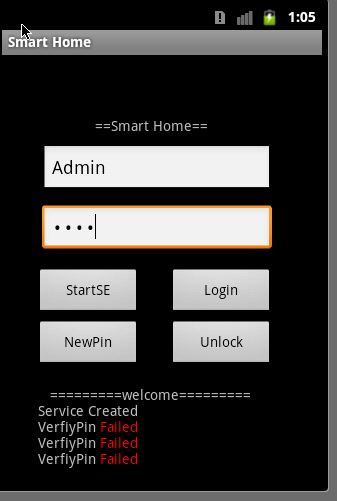 1:05
Smart Home
==Smart Home==
Admin
••••
StartSE Login
NewPin Unlock
=========welcome=========
Service Created
VerfiyPin Failed
VerfiyPin Failed
VerfiyPin Failed